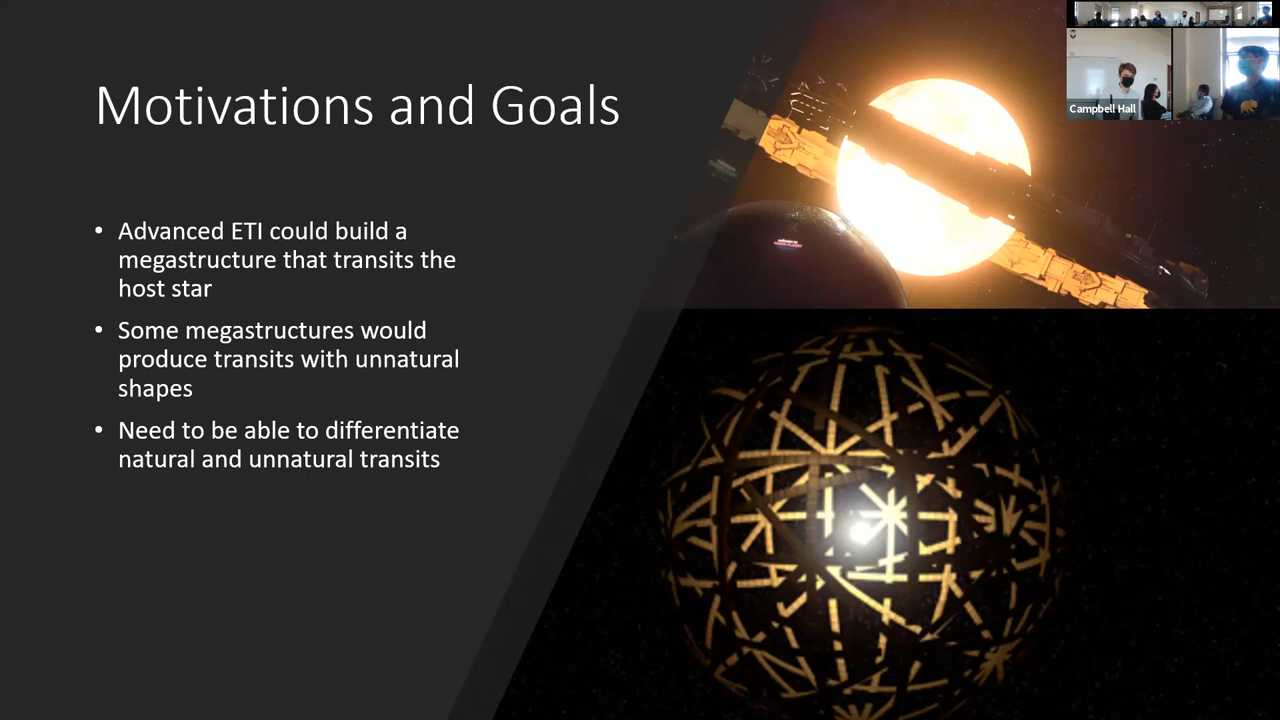 Motivations and Goals
• Advanced ETI could build a
megastructure that transits the
host star
• Some megastructures would
produce transits with unnatural
shapes
• Need to be able to differentiate
natural and unnatural transits
Campbell Hall